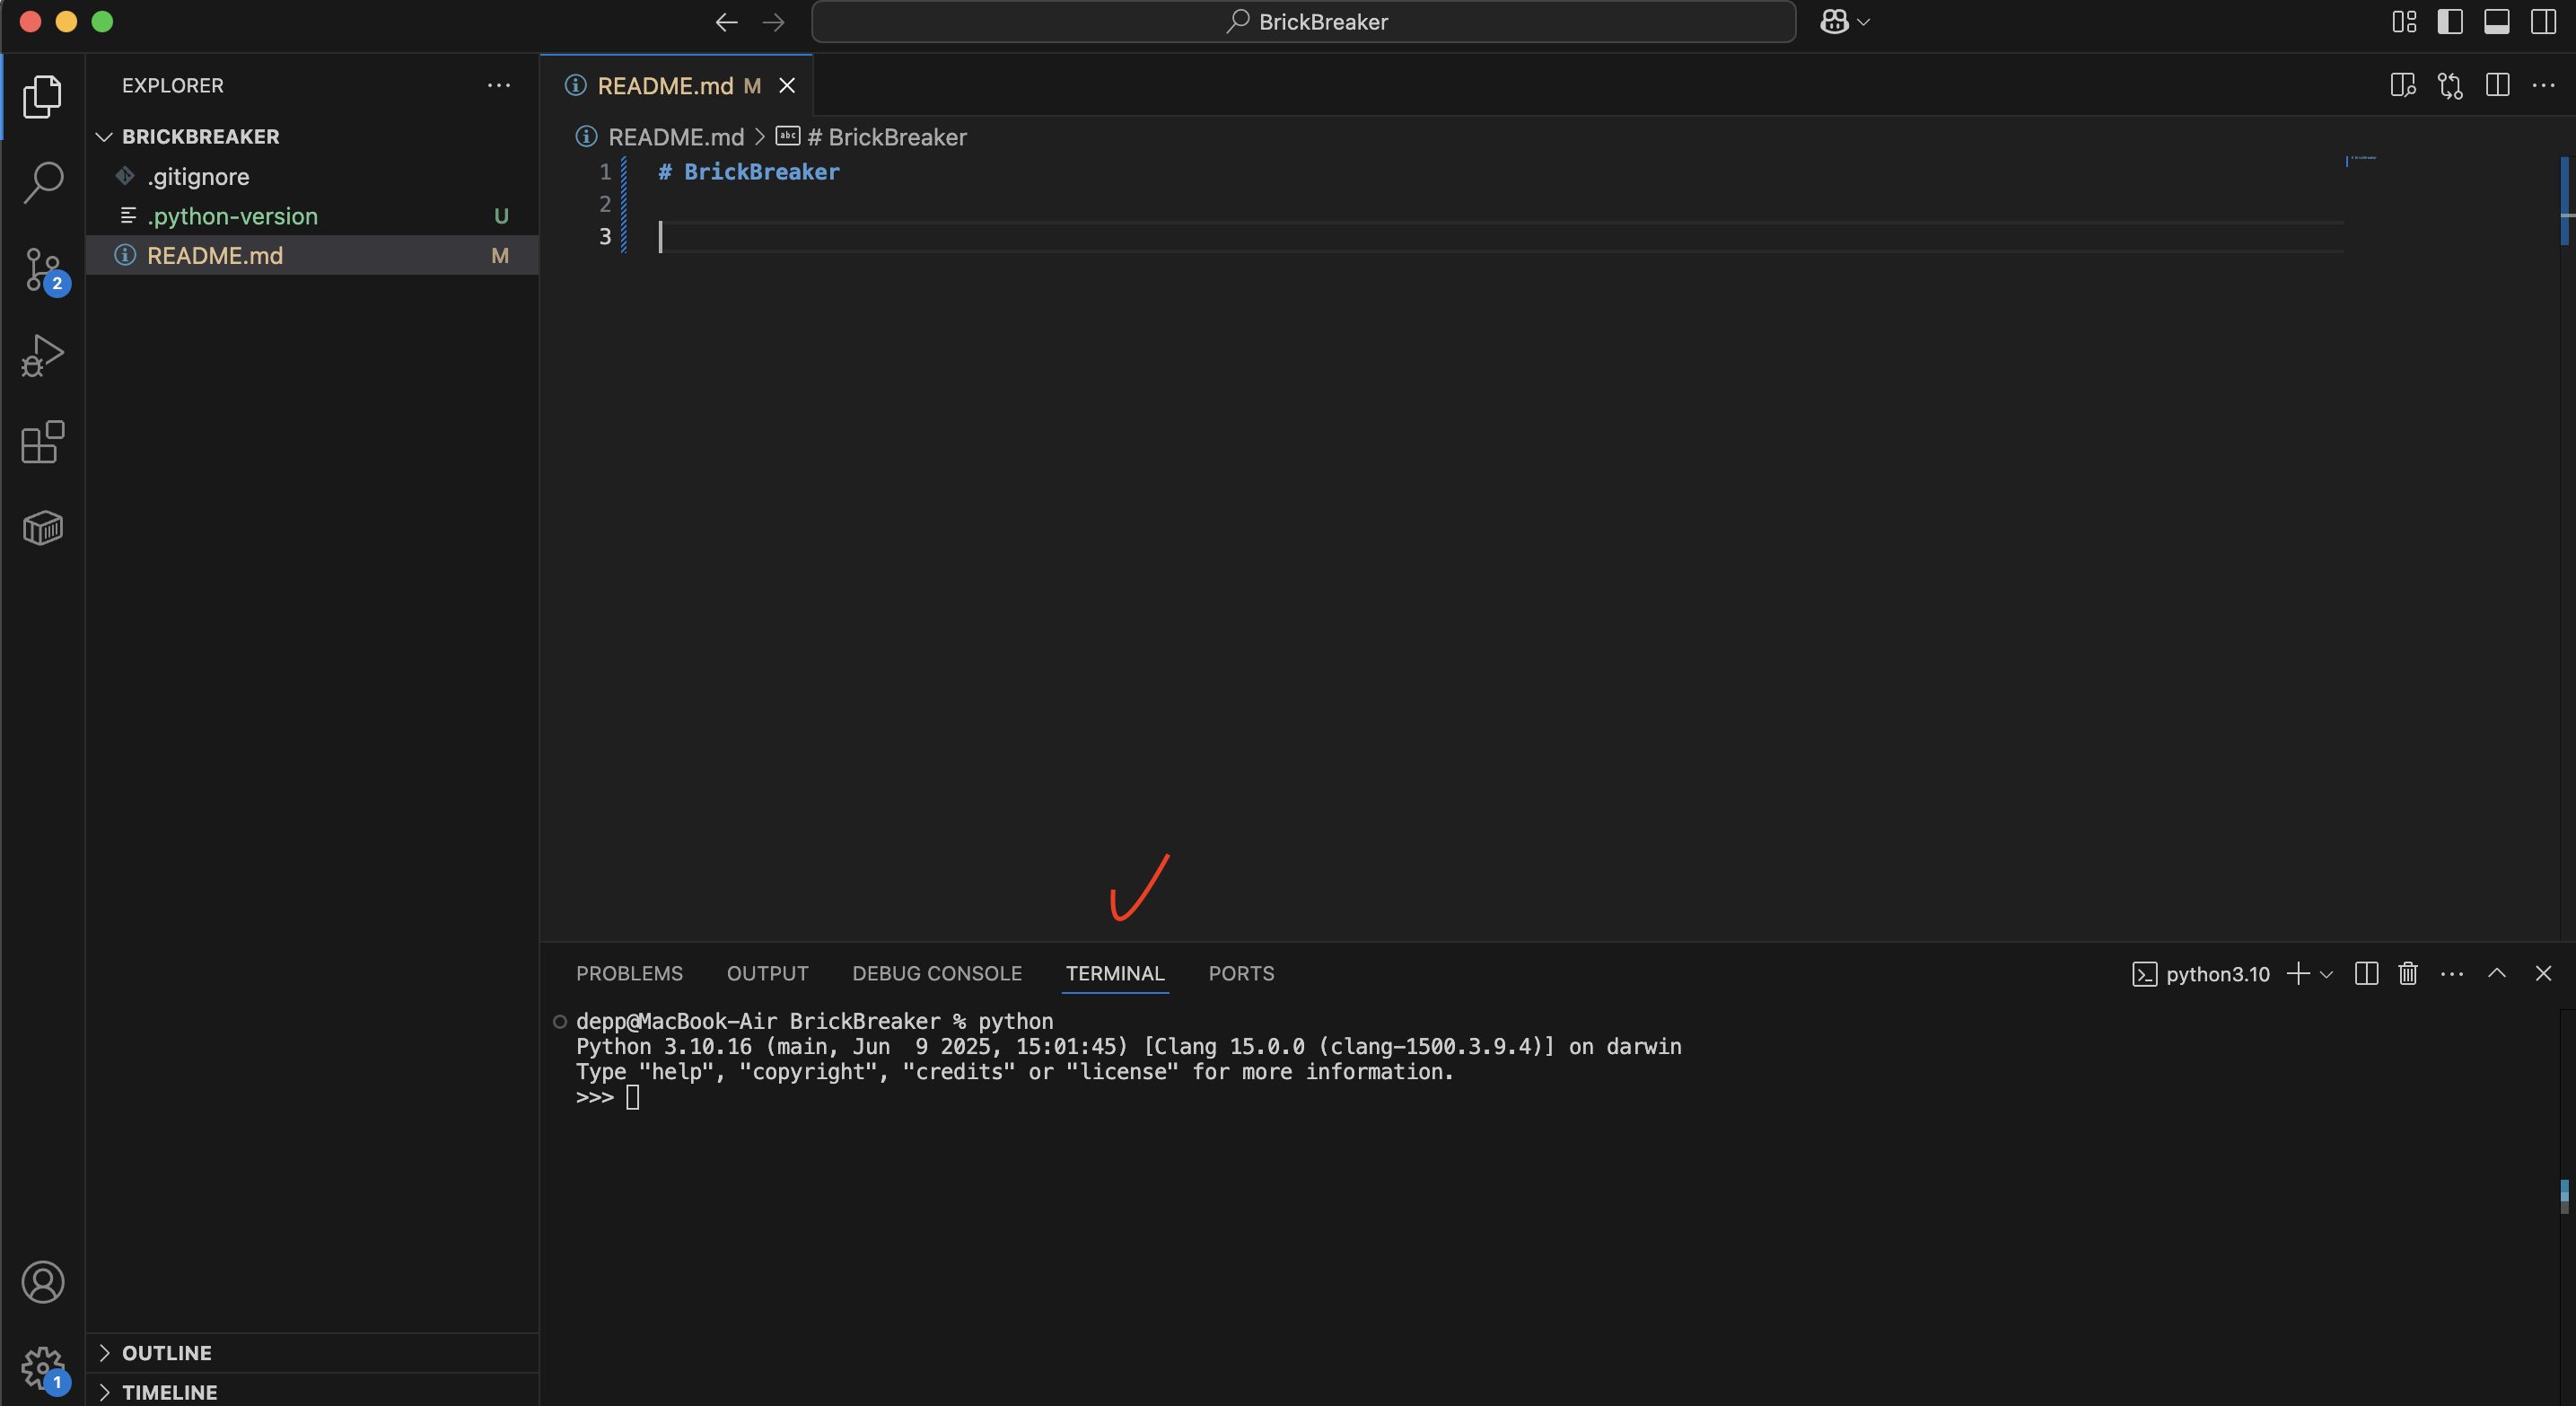 BrickBreaker
EXPLORER
BRICKBREAKER
.gitignore
.python-version U
README.md M
OUTLINE
TIMELINE
2
1
README.md M
README.md > # BrickBreaker
1 # BrickBreaker
2
3
PROBLEMS OUTPUT DEBUG CONSOLE TERMINAL PORTS
python3.10
depp@MacBook-Air BrickBreaker % python
Python 3.10.16 (main, Jun  9 2025, 15:01:45) [Clang 15.0.0 (clang-1500.3.9.4)] on darwin
Type "help", "copyright", "credits" or "license" for more information.
>>>